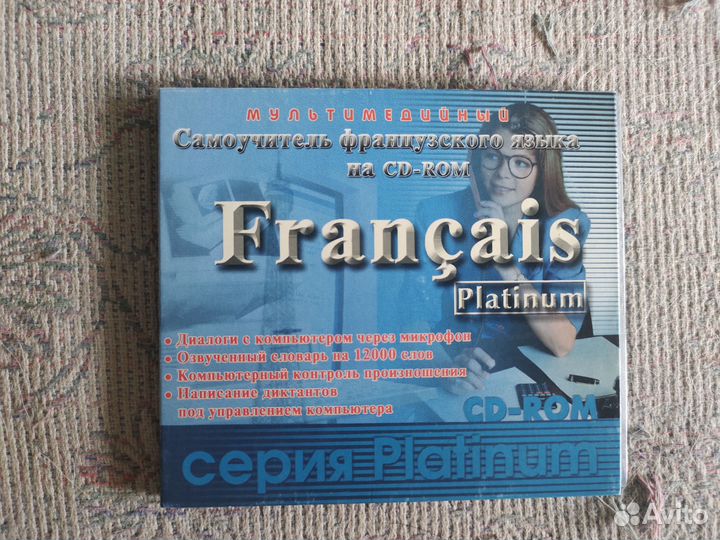 МУЛЬТИМЕДИЙНЫЙ
Самоучитель французского языка
на CD-ROM
Français
Platinum
• Диалоги с компьютером через микрофон
• Озвученный словарь на 12000 слов
• Компьютерный контроль произношения
• Написание диктантов
под управлением компьютера
CD-ROM
серия Platinum
Avito